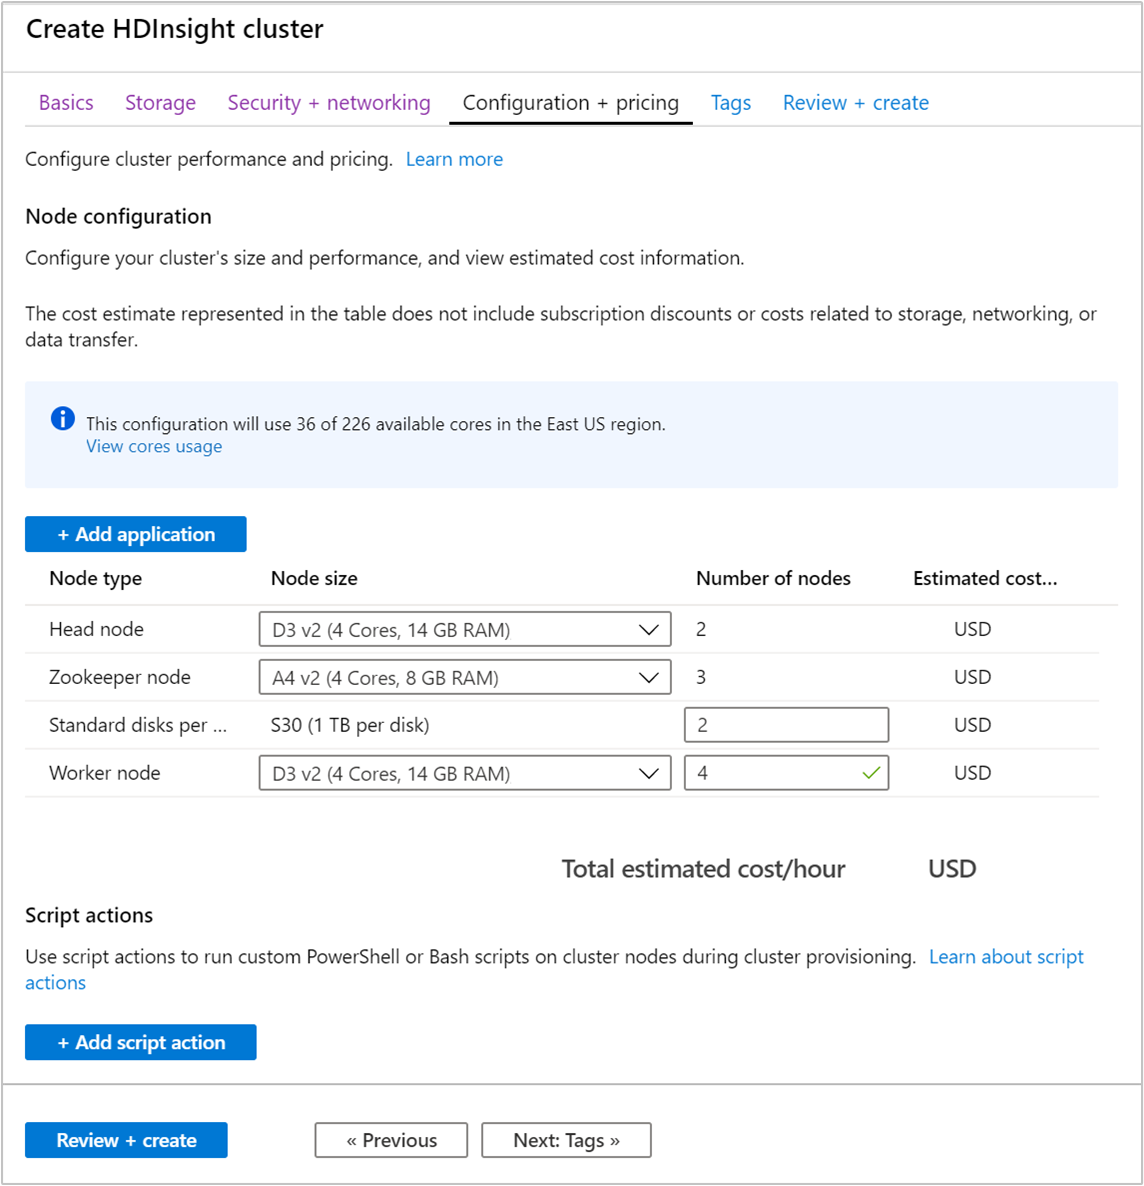 Create HDInsight cluster
Basics Storage Security + networking Configuration + pricing Tags Review + create
Configure cluster performance and pricing. Learn more
Node configuration
Configure your cluster's size and performance, and view estimated cost information.
The cost estimate represented in the table does not include subscription discounts or costs related to storage, networking, or
data transfer.
This configuration will use 36 of 226 available cores in the East US region.
View cores usage
+ Add application
Node type Node size Number of nodes Estimated cost...
Head node D3 v2 (4 Cores, 14 GB RAM) 2 USD
Zookeeper node A4 v2 (4 Cores, 8 GB RAM) 3 USD
Standard disks per ... S30 (1 TB per disk) 2 USD
Worker node D3 v2 (4 Cores, 14 GB RAM) 4 USD
Total estimated cost/hour USD
Script actions
Use script actions to run custom PowerShell or Bash scripts on cluster nodes during cluster provisioning. Learn about script
actions
+ Add script action
Review + create « Previous Next: Tags »